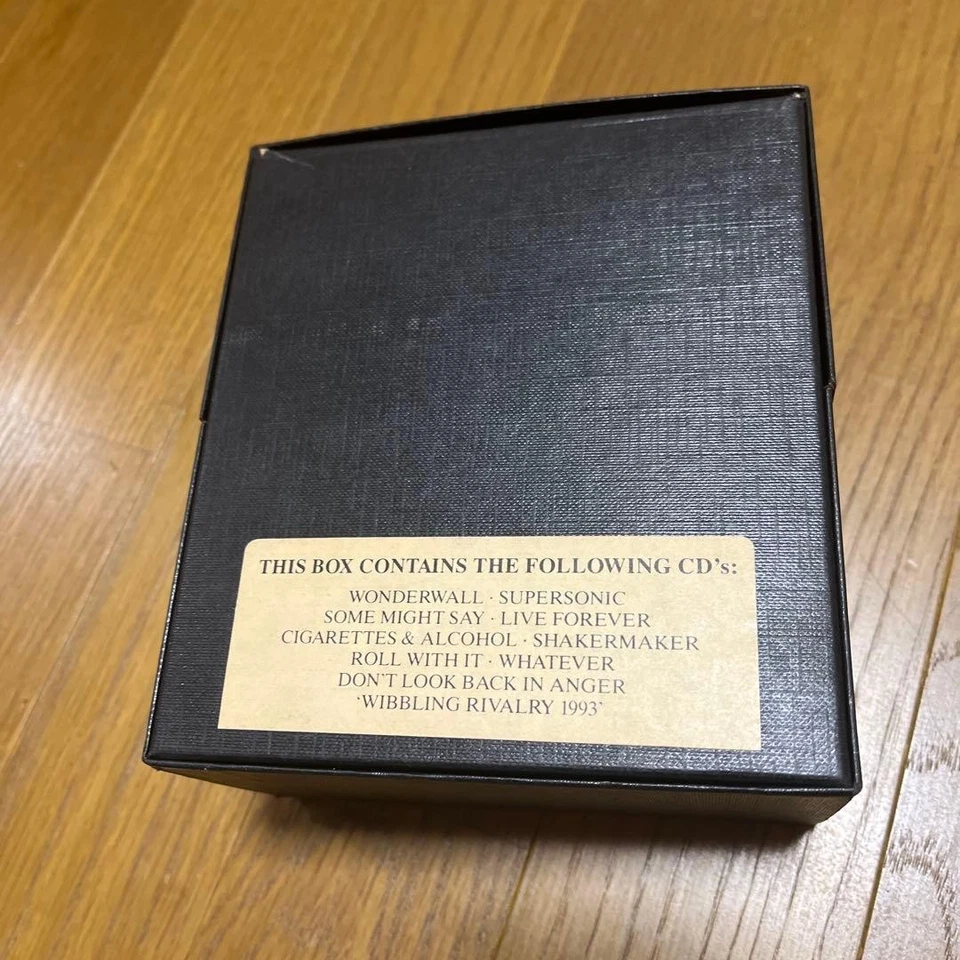 THIS BOX CONTAINS THE FOLLOWING CD's:
WONDERWALL · SUPERSONIC
SOME MIGHT SAY · LIVE FOREVER
CIGARETTES & ALCOHOL · SHAKERMAKER
ROLL WITH IT · WHATEVER
DON'T LOOK BACK IN ANGER
'WIBBLING RIVALRY 1993'